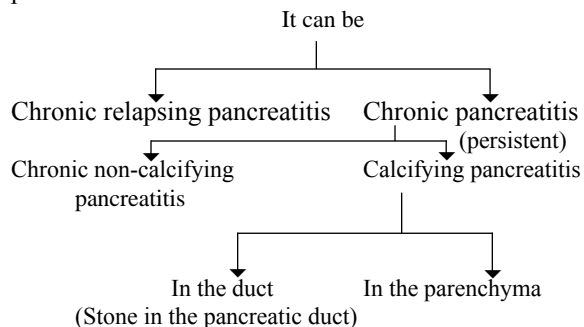 It can be
Chronic relapsing pancreatitis
Chronic pancreatitis
(persistent)
Chronic non-calcifying
pancreatitis
Calcifying pancreatitis
In the duct
(Stone in the pancreatic duct)
In the parenchyma